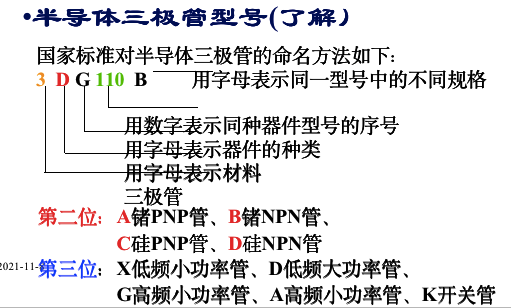 •半导体三极管型号(了解)
国家标准对半导体三极管的命名方法如下:
3 D G 110 B 用字母表示同一型号中的不同规格
用数字表示同种器件型号的序号
用字母表示器件的种类
用字母表示材料
三极管
第二位：A锗PNP管、B锗NPN管、
C硅PNP管、D硅NPN管
2021-11-
第三位：X低频小功率管、D低频大功率管、
G高频小功率管、A高频小功率管、K开关管